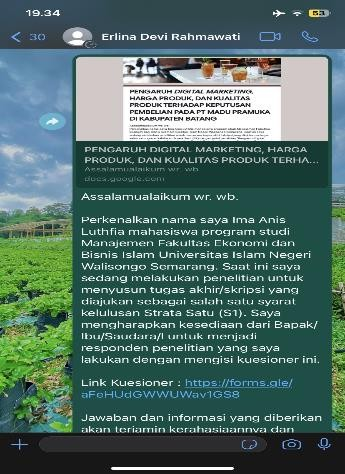 19.34
53
30
Erlina Devi Rahmawati
PENGARUH DIGITAL MARKETING,
HARGA PRODUK, DAN KUALITAS
PRODUK TERHADAP KEPUTUSAN
PEMBELIAN PADA PT MADU PRAMUKA
DI KABUPATEN BATANG
PENGARUH DIGITAL MARKETING, HARGA
PRODUK, DAN KUALITAS PRODUK TERHA...
Assalamualaikum wr. wb.
docs.google.com
Assalamualaikum wr. wb.
Perkenalkan nama saya Ima Anis
Luthfia mahasiswa program studi
Manajemen Fakultas Ekonomi dan
Bisnis Islam Universitas Islam Negeri
Walisongo Semarang. Saat ini saya
sedang melakukan penelitian untuk
menyusun tugas akhir/skripsi yang
diajukan sebagai salah satu syarat
kelulusan Strata Satu (S1). Saya
mengharapkan kesediaan dari Bapak/
Ibu/Saudara/I untuk menjadi
responden penelitian yang saya
lakukan dengan mengisi kuesioner ini.
Link Kuesioner : https://forms.gle/
aFeHUdGWWUWav1GS8
Jawaban dan informasi yang diberikan
akan terjamin kerahasiaannya dan